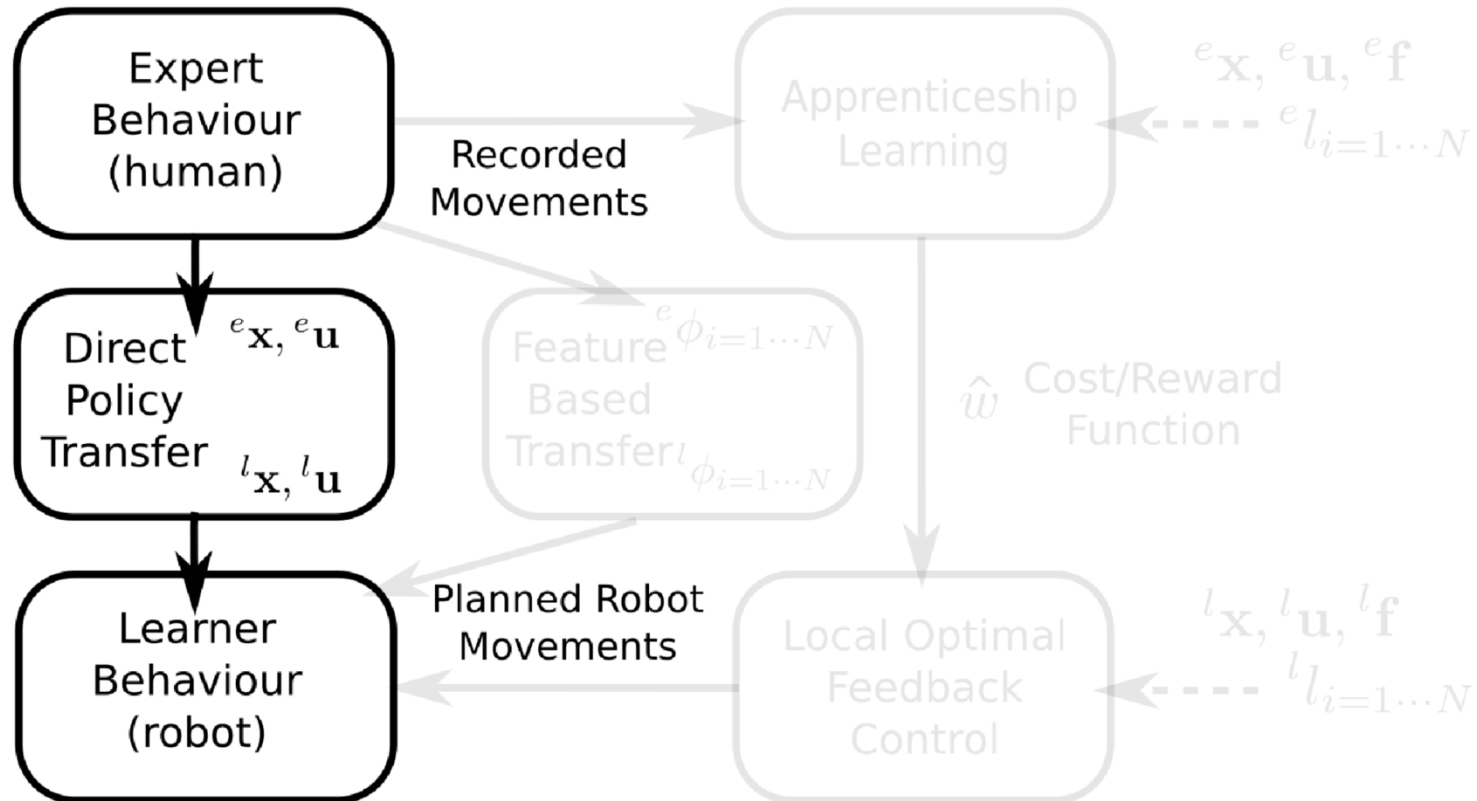 Expert
Behaviour
(human)
Recorded
Movements
Apprenticeship
Learning
ᵉx, ᵉu, ᵉf
ᵉl_{i=1⋯N}
Direct
Policy
Transfer
ᵉx, ᵉu
ˡx, ˡu
Feature
Based
Transfer
ᵉϕ_{i=1⋯N}
ˡϕ_{i=1⋯N}
ŵ
Cost/Reward
Function
Learner
Behaviour
(robot)
Planned Robot
Movements
Local Optimal
Feedback
Control
ˡx, ˡu, ˡf
ˡl_{i=1⋯N}